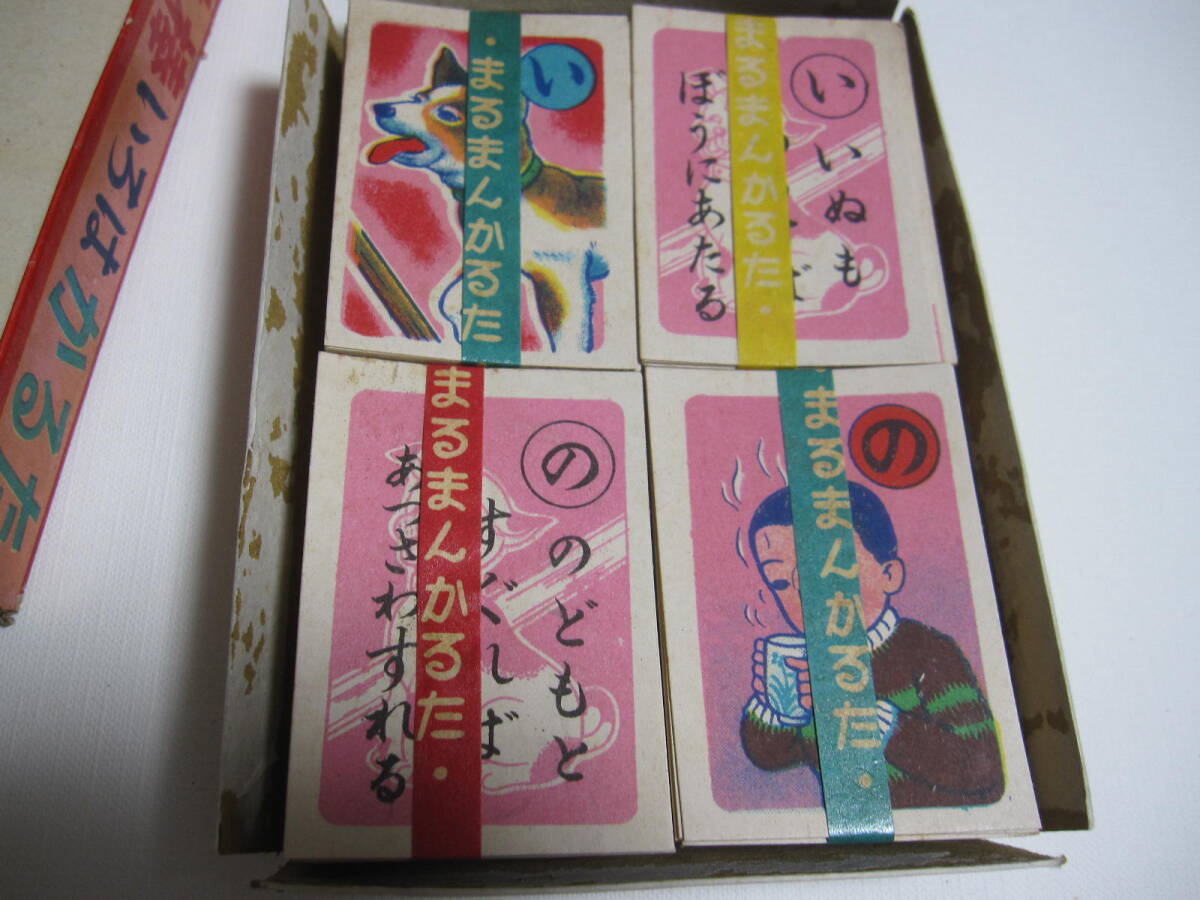 いろはかるた
い
・まるまんかるた
い
いぬも
ぼうにあたる
まるまんかるた・
の
のどもと
すぐしば
あつさわすれる
まるまんかるた・
の
・まるまんかるた・